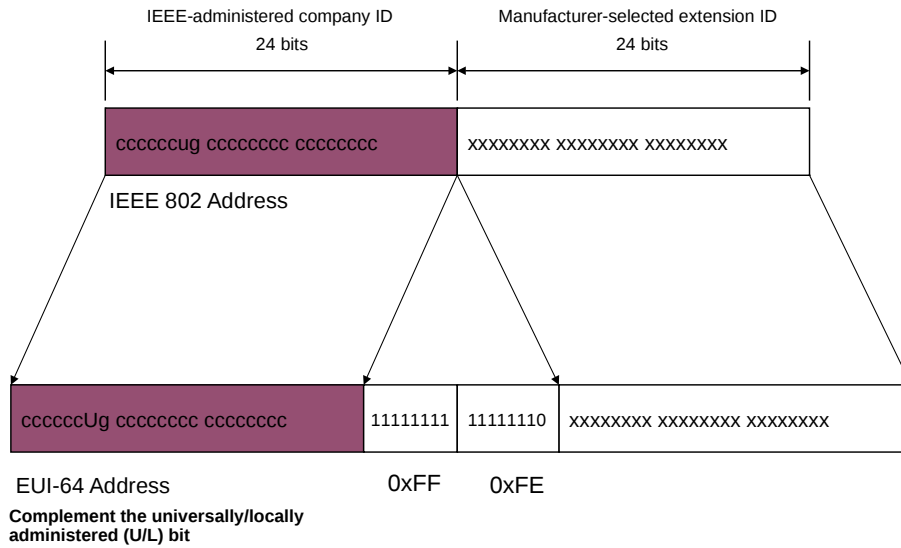 IEEE-administered company ID
Manufacturer-selected extension ID
24 bits
24 bits
ccccccug cccccccc cccccccc
xxxxxxxx xxxxxxxx xxxxxxxx
IEEE 802 Address
ccccccUg cccccccc cccccccc
11111111
11111110
xxxxxxxx xxxxxxxx xxxxxxxx
EUI-64 Address
0xFF
0xFE
Complement the universally/locally
administered (U/L) bit